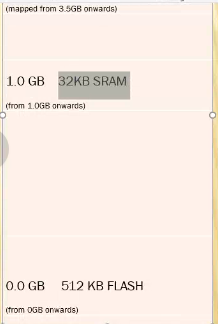 (mapped from 3.5GB onwards)
1.0 GB 32KB SRAM
(from 1.0GB onwards)
0.0 GB 512 KB FLASH
(from 0GB onwards)